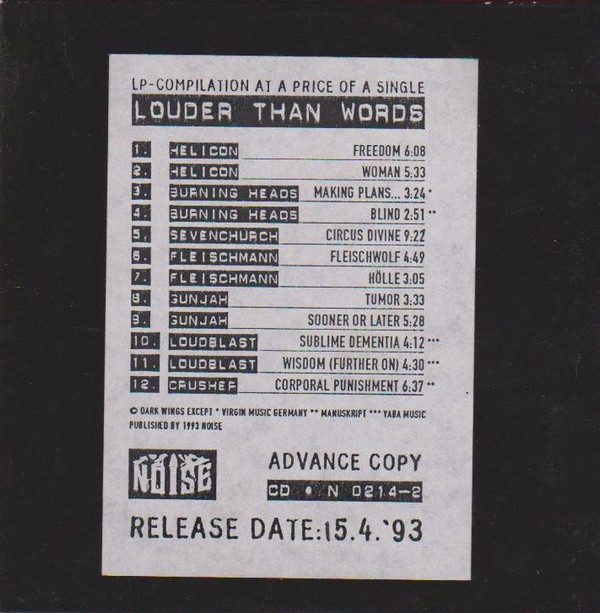 LP-COMPILATION AT A PRICE OF A SINGLE
LOUDER THAN WORDS
1. HELICON FREEDOM 6:08
2. HELICON WOMAN 5:33
3. BURNING HEADS MAKING PLANS... 3:24 *
4. BURNING HEADS BLIND 2:51 **
5. SEVENCHURCH CIRCUS DIVINE 9:22
6. FLEISCHMANN FLEISCHWOLF 4:49
7. FLEISCHMANN HÖLLE 3:05
8. GUNJAH TUMOR 3:33
9. GUNJAH SOONER OR LATER 5:28
10. LOUDBLAST SUBLIME DEMENTIA 4:12 ***
11. LOUDBLAST WISDOM (FURTHER ON) 4:30 ***
12. CRUSHER CORPORAL PUNISHMENT 6:37 **
© DARK WINGS EXCEPT * VIRGIN MUSIC GERMANY ** MANUSKRIPT *** YABA MUSIC
PUBLISHED BY 1993 NOISE
NOISE
ADVANCE COPY
CD • N 0214-2
RELEASE DATE:15.4.'93